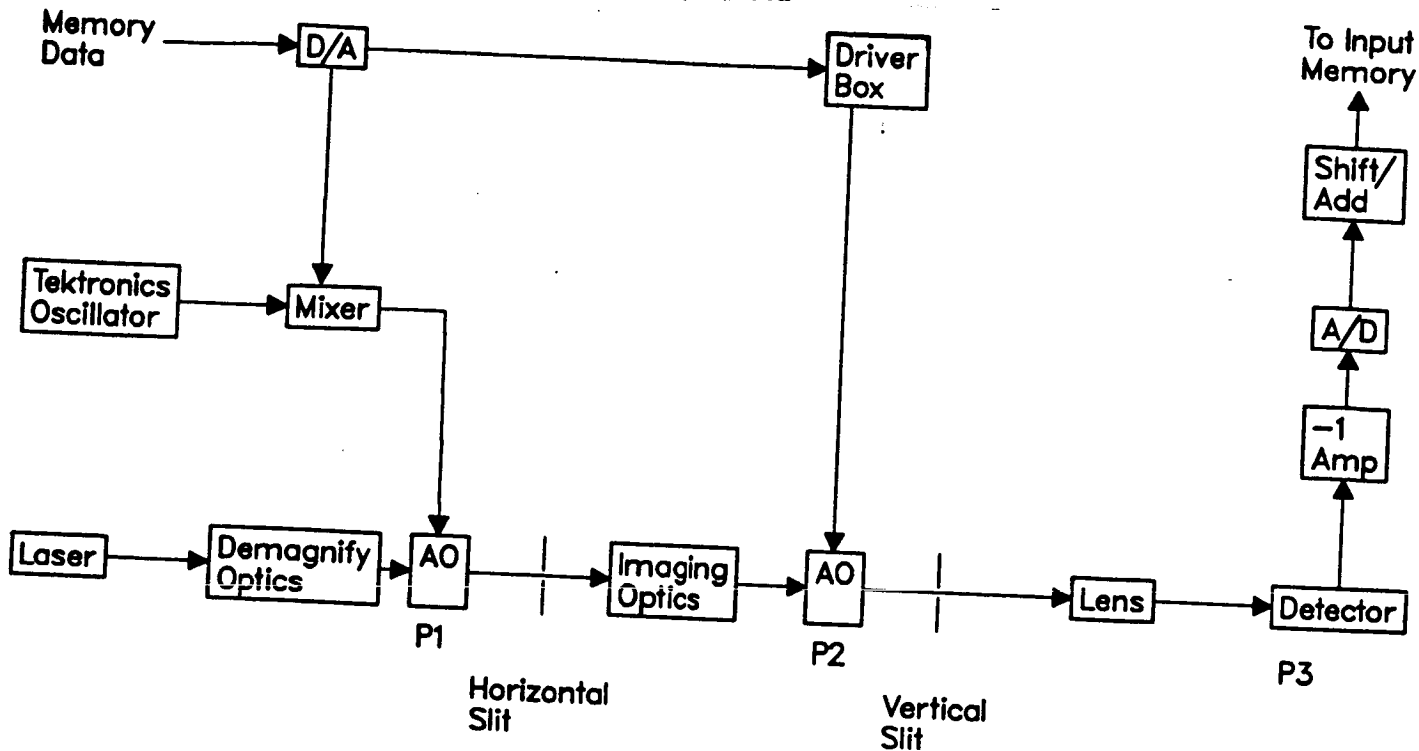 Memory
Data
D/A
Driver
Box
To Input
Memory
Shift/
Add
Tektronics
Oscillator
Mixer
A/D
-1
Amp
Laser
Demagnify
Optics
AO
Imaging
Optics
AO
Lens
Detector
P1
P2
P3
Horizontal
Slit
Vertical
Slit